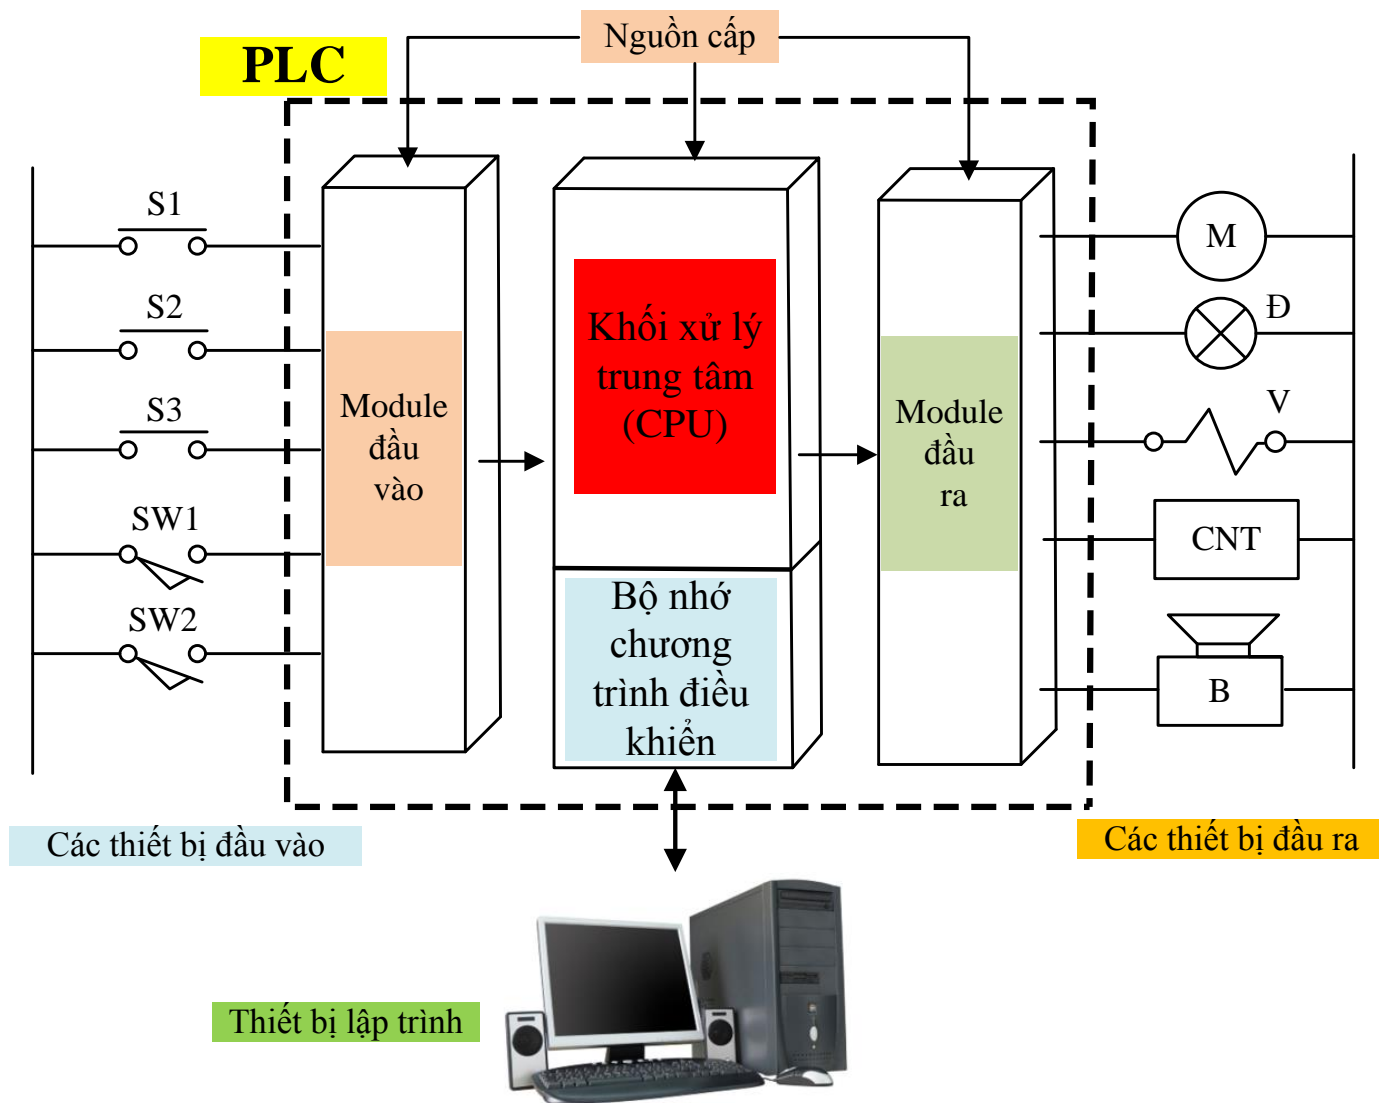 Nguồn cấp
PLC
S1
S2
S3
SW1
SW2
Module
đầu
vào
Khối xử lý
trung tâm
(CPU)
Bộ nhớ
chương
trình điều
khiển
Module
đầu
ra
M
Đ
V
CNT
B
Các thiết bị đầu vào
Các thiết bị đầu ra
Thiết bị lập trình